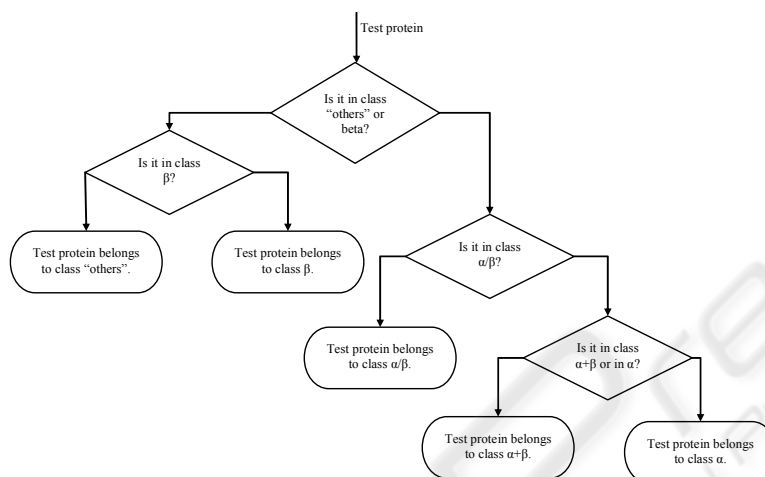 Test protein
Is it in class
“others” or
beta?
Is it in class
β?
Test protein belongs
to class “others”.
Test protein belongs
to class β.
Is it in class
α/β?
Test protein belongs
to class α/β.
Is it in class
α+β or in α?
Test protein belongs
to class α+β.
Test protein belongs
to class α.